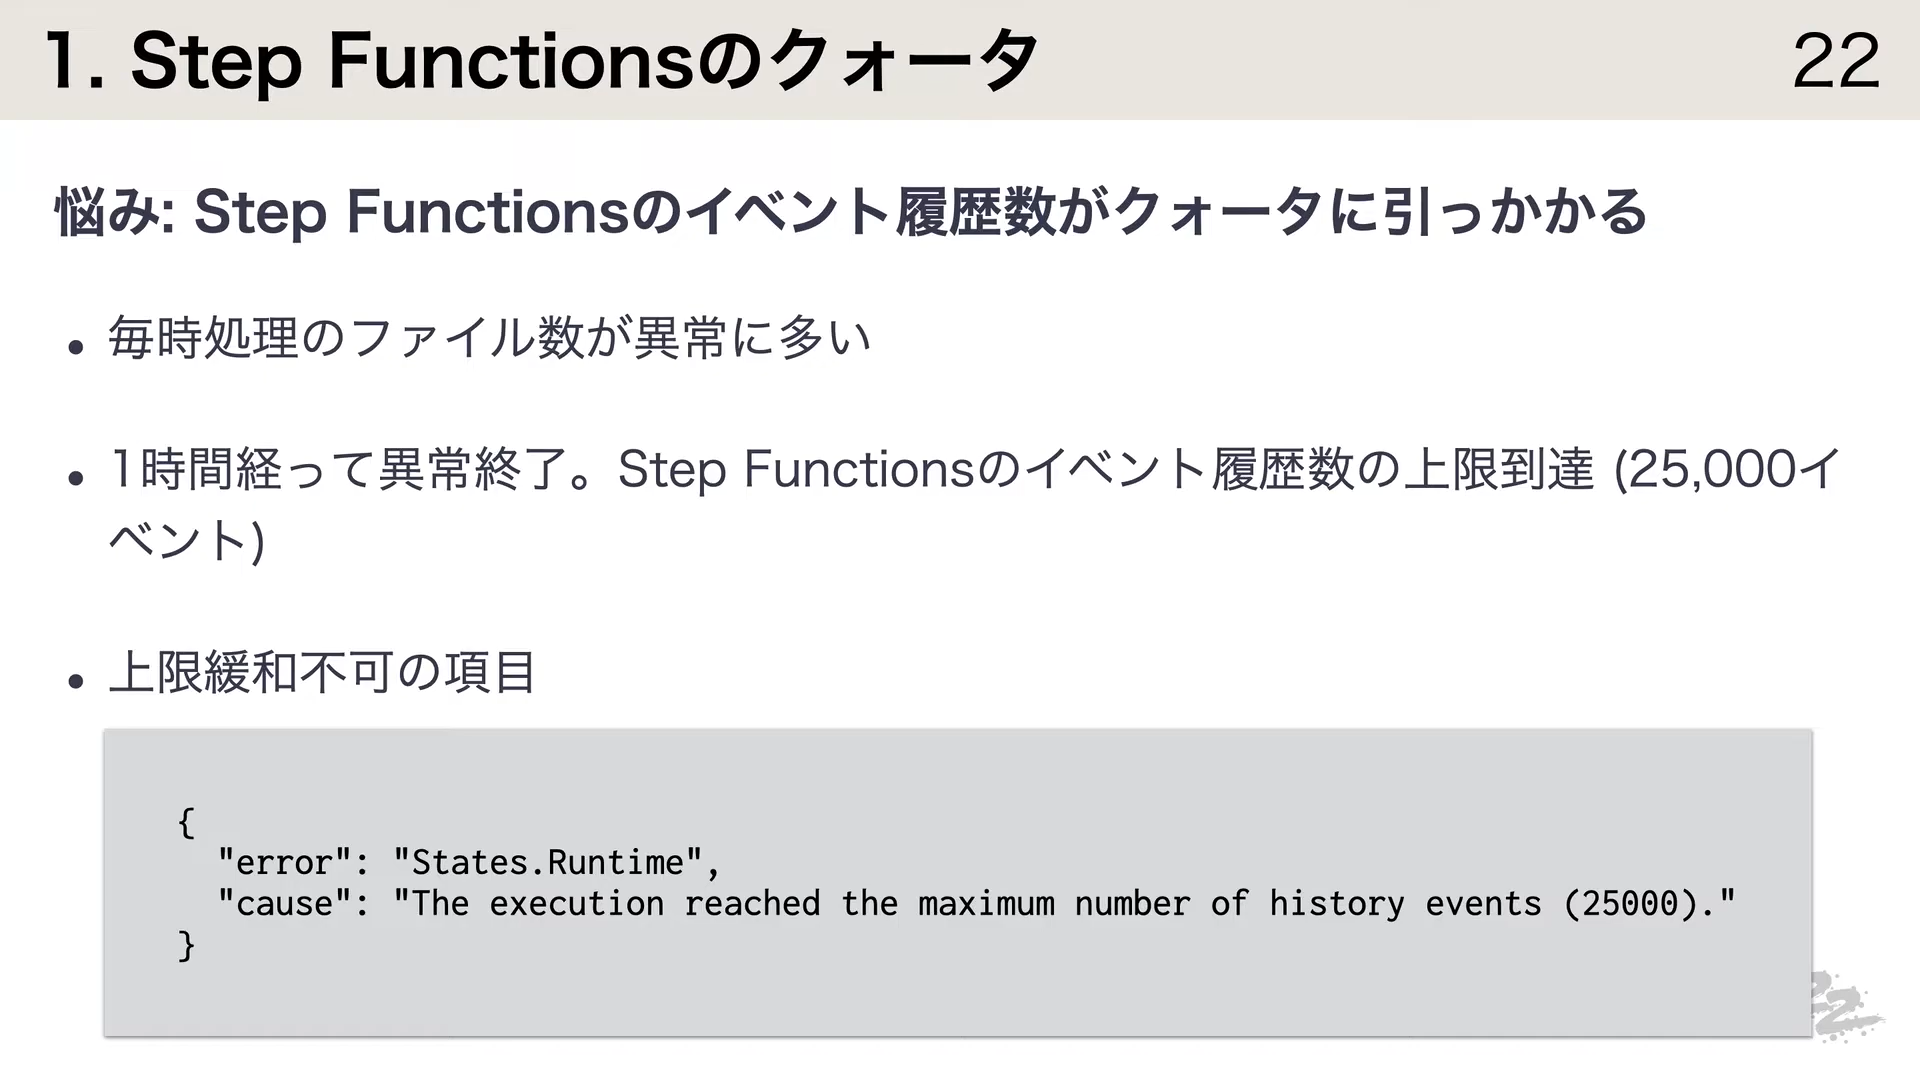 1. Step Functionsのクォータ
22
悩み: Step Functionsのイベント履歴数がクォータに引っかかる
• 毎時処理のファイル数が異常に多い
• 1時間経って異常終了。Step Functionsのイベント履歴数の上限到達 (25,000イ
ベント)
• 上限緩和不可の項目
{
"error": "States.Runtime",
"cause": "The execution reached the maximum number of history events (25000)."
}